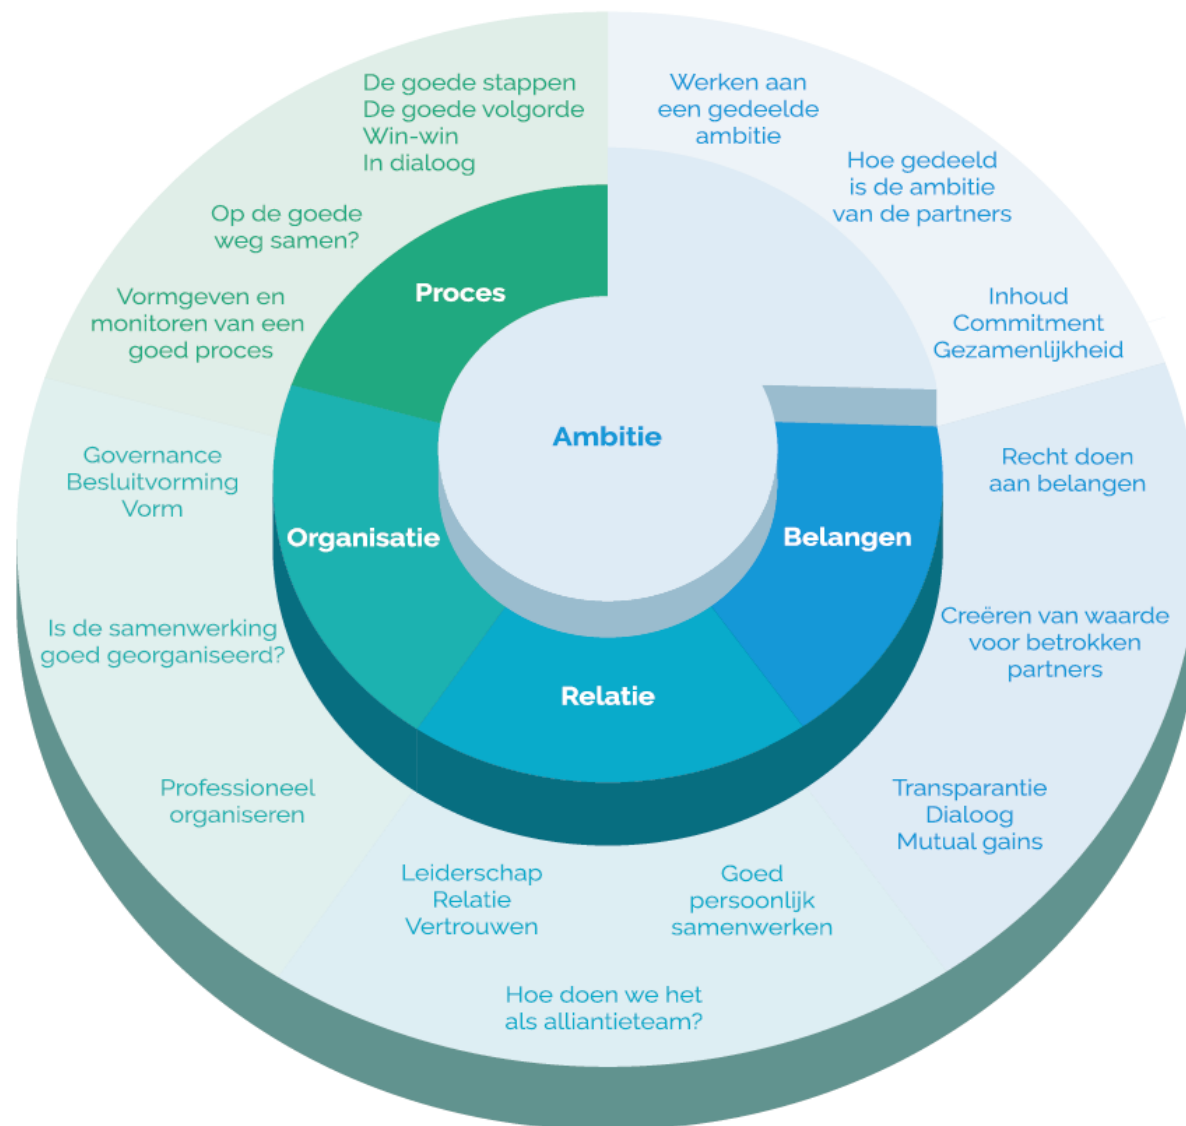 De goede stappen
De goede volgorde
Win-win
In dialoog
Op de goede
weg samen?
Vormgeven en
monitoren van een
goed proces
Proces
Werken aan
een gedeelde
ambitie
Hoe gedeeld
is de ambitie
van de partners
Inhoud
Commitment
Gezamenlijkheid
Ambitie
Recht doen
aan belangen
Creëren van waarde
voor betrokken
partners
Transparantie
Dialoog
Mutual gains
Belangen
Relatie
Goed
persoonlijk
samenwerken
Hoe doen we het
als alliantieteam?
Leiderschap
Relatie
Vertrouwen
Organisatie
Governance
Besluitvorming
Vorm
Is de samenwerking
goed georganiseerd?
Professioneel
organiseren